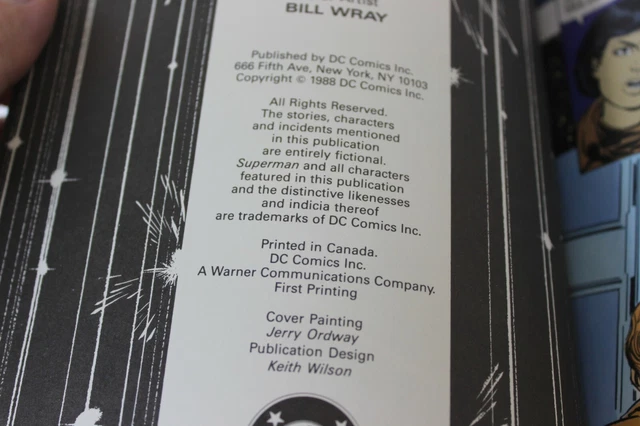 Artist
BILL WRAY
Published by DC Comics Inc.
666 Fifth Ave, New York, NY 10103
Copyright © 1988 DC Comics Inc.
All Rights Reserved.
The stories, characters
and incidents mentioned
in this publication
are entirely fictional.
Superman and all characters
featured in this publication
and the distinctive likenesses
and indicia thereof
are trademarks of DC Comics Inc.
Printed in Canada.
DC Comics Inc.
A Warner Communications Company.
First Printing
Cover Painting
Jerry Ordway
Publication Design
Keith Wilson